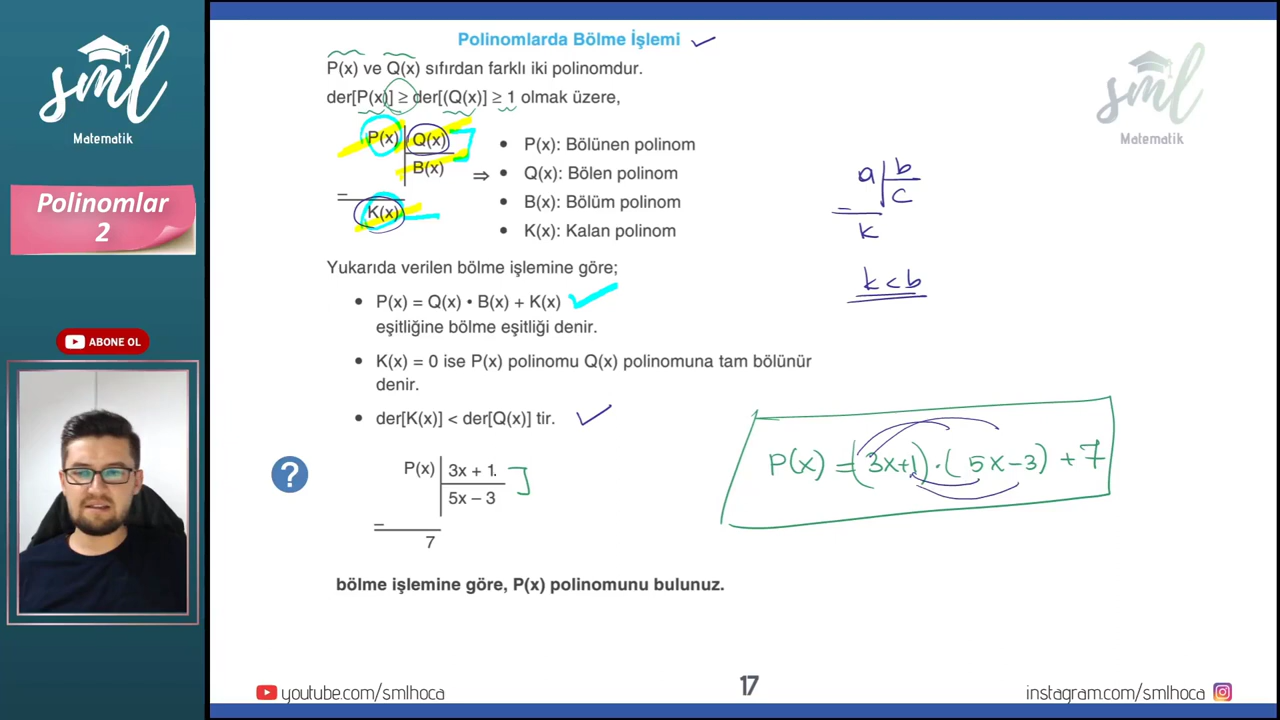 sml
Matematik
Polinomlar
2
ABONE OL
Polinomlarda Bölme İşlemi
P(x) ve Q(x) sıfırdan farklı iki polinomdur.
der[P(x)] ≥ der[(Q(x)] ≥ 1 olmak üzere,
P(x) Q(x)
B(x)
K(x)
⇒
• P(x): Bölünen polinom
• Q(x): Bölen polinom
• B(x): Bölüm polinom
• K(x): Kalan polinom
sml
Matematik
a b
c
k
k < b
Yukarıda verilen bölme işlemine göre;
• P(x) = Q(x) • B(x) + K(x)
eşitliğine bölme eşitliği denir.
• K(x) = 0 ise P(x) polinomu Q(x) polinomuna tam bölünür
denir.
• der[K(x)] < der[Q(x)] tir.
?
P(x) 3x + 1
5x – 3
7
P(x) = (3x+1) · (5x-3) + 7
bölme işlemine göre, P(x) polinomunu bulunuz.
youtube.com/smlhoca
17
instagram.com/smlhoca